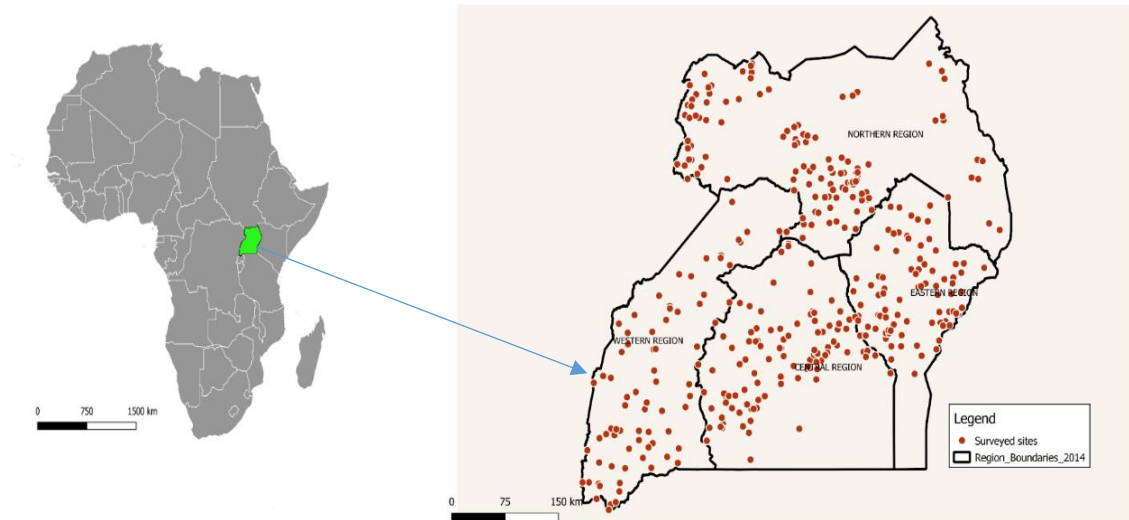 NORTHERN REGION
EASTERN REGION
WESTERN REGION
CENTRAL REGION
Legend
Surveyed sites
Region_Boundaries_2014
0 750 1500 km
0 75 150 km